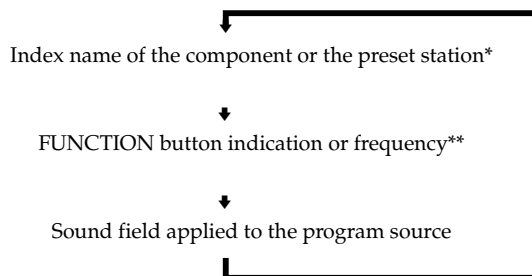 Index name of the component or the preset station*
FUNCTION button indication or frequency**
Sound field applied to the program source